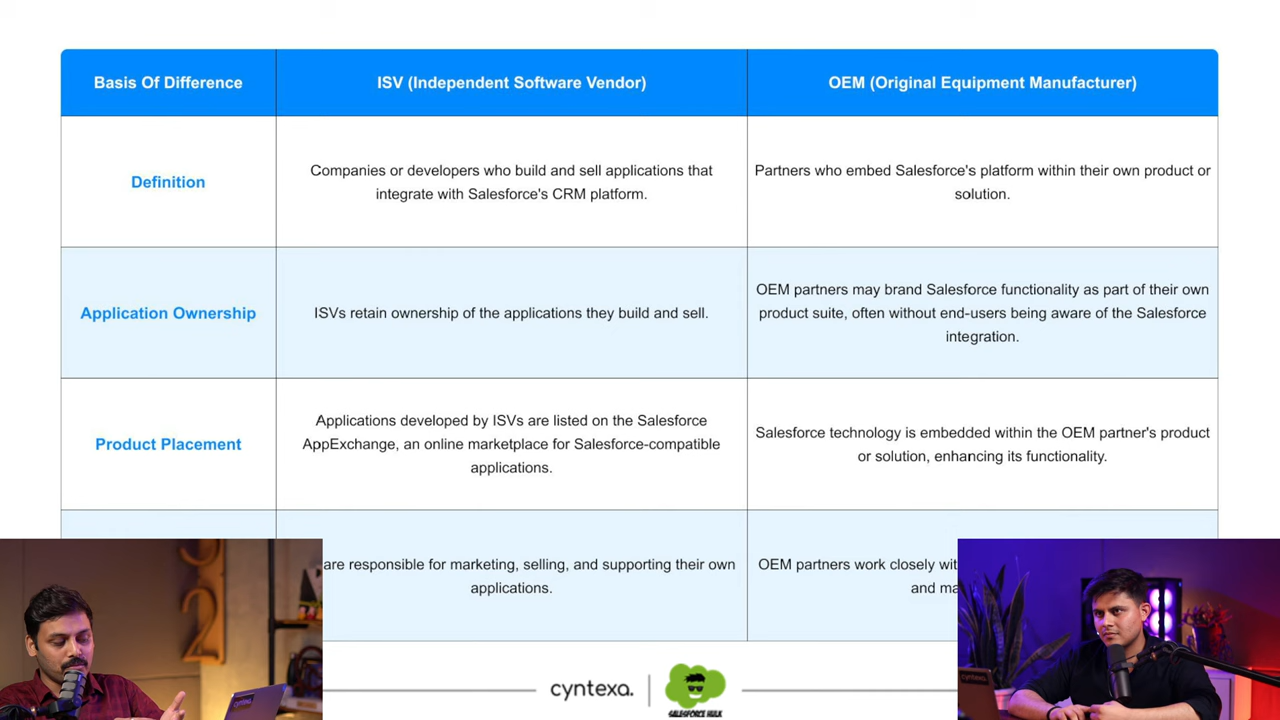 Basis Of Difference
ISV (Independent Software Vendor)
OEM (Original Equipment Manufacturer)
Definition
Companies or developers who build and sell applications that
integrate with Salesforce's CRM platform.
Partners who embed Salesforce's platform within their own product or
solution.
Application Ownership
ISVs retain ownership of the applications they build and sell.
OEM partners may brand Salesforce functionality as part of their own
product suite, often without end-users being aware of the Salesforce
integration.
Product Placement
Applications developed by ISVs are listed on the Salesforce
AppExchange, an online marketplace for Salesforce-compatible
applications.
Salesforce technology is embedded within the OEM partner's product
or solution, enhancing its functionality.
are responsible for marketing, selling, and supporting their own
applications.
OEM partners work closely
and
cyntexa.
SALESFORCE HULK